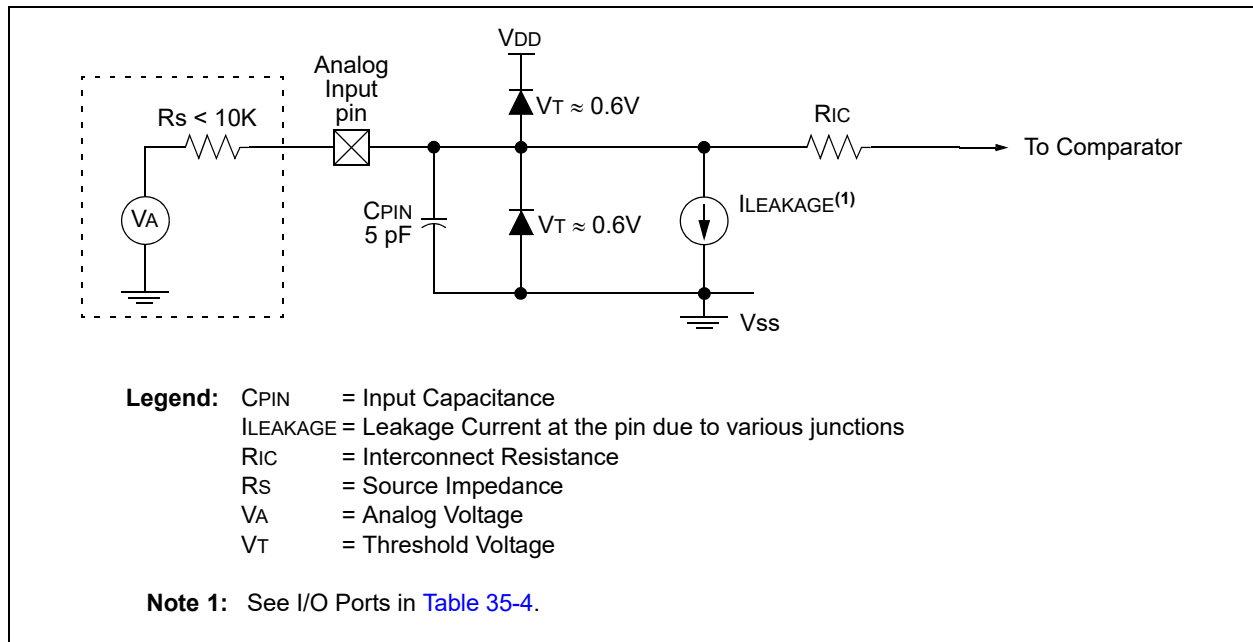 VDD
Analog
Input
pin
Rs < 10K
VT ≈ 0.6V
RIC
To Comparator
VA
CPIN
5 pF
VT ≈ 0.6V
ILEAKAGE(1)
Vss
Legend: CPIN = Input Capacitance
ILEAKAGE = Leakage Current at the pin due to various junctions
RIC = Interconnect Resistance
RS = Source Impedance
VA = Analog Voltage
VT = Threshold Voltage
Note 1: See I/O Ports in Table 35-4.